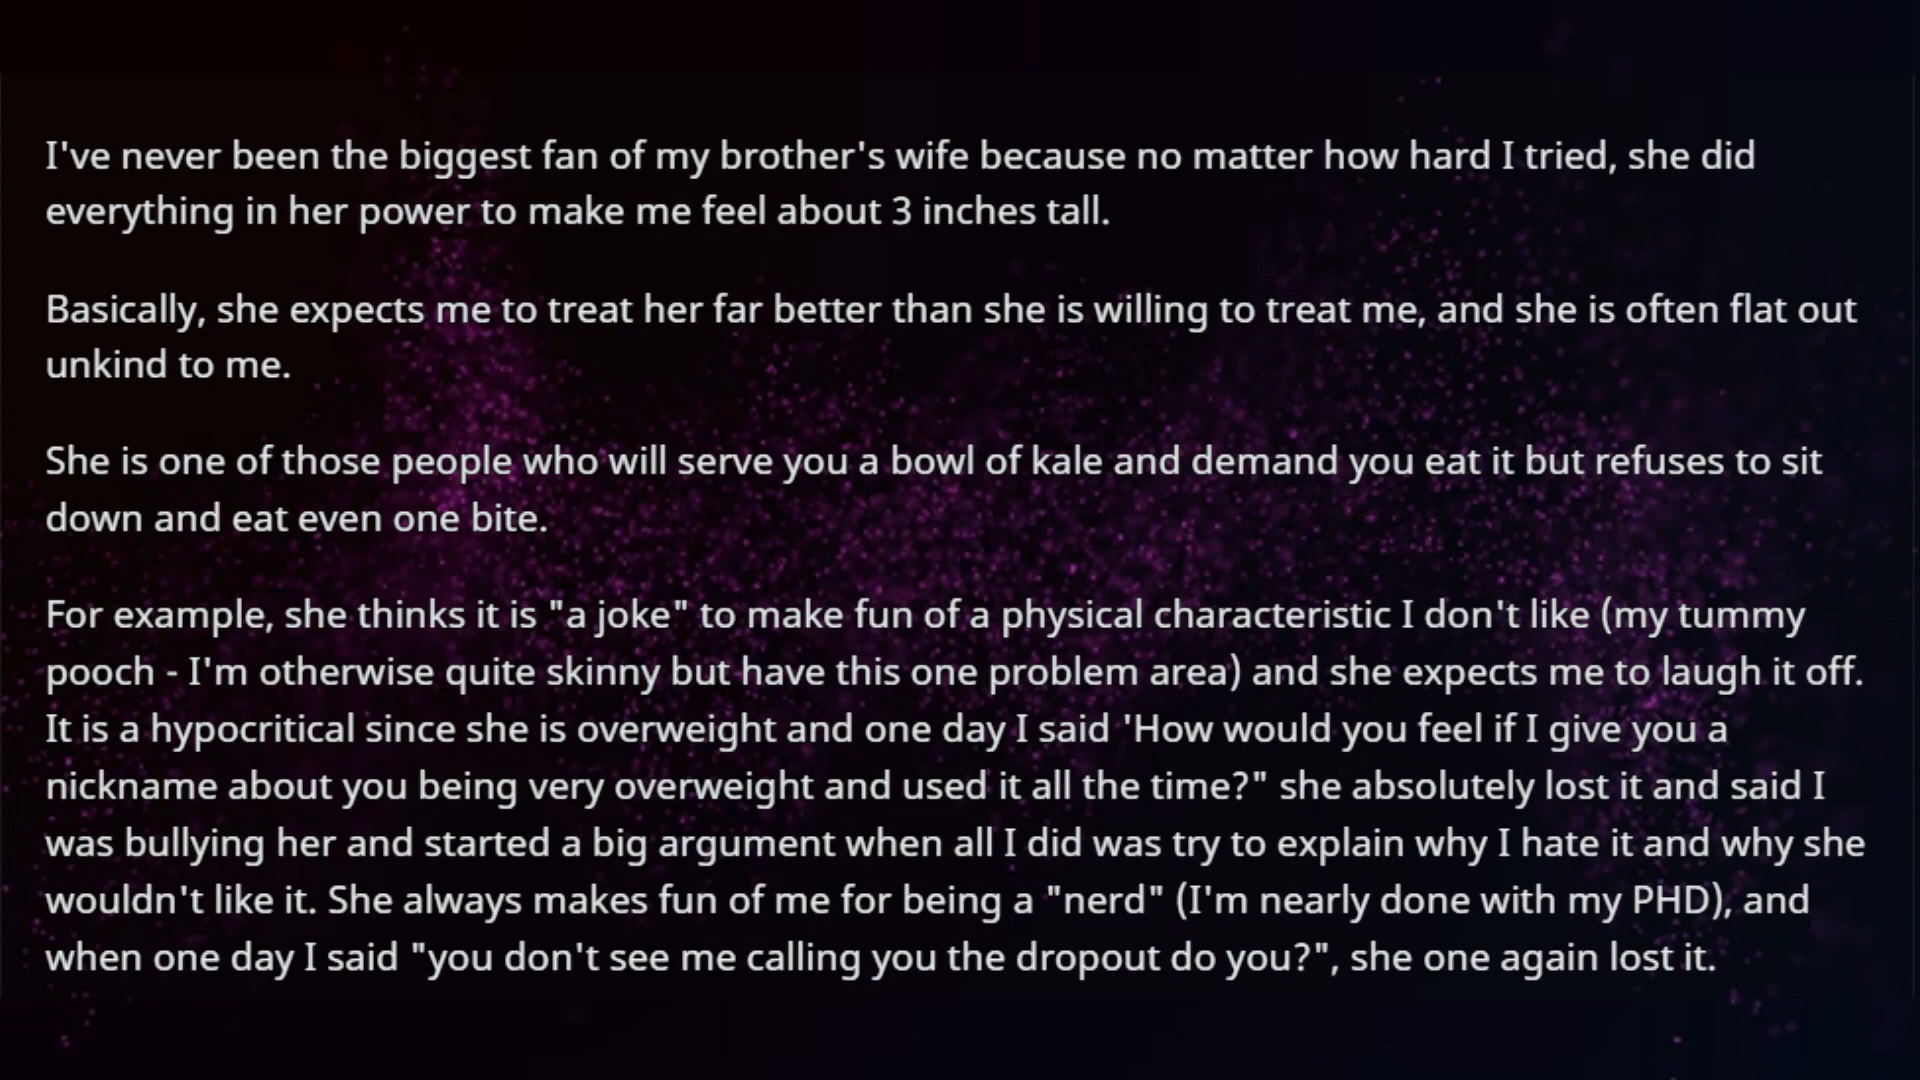 I've never been the biggest fan of my brother's wife because no matter how hard I tried, she did
everything in her power to make me feel about 3 inches tall.
Basically, she expects me to treat her far better than she is willing to treat me, and she is often flat out
unkind to me.
She is one of those people who will serve you a bowl of kale and demand you eat it but refuses to sit
down and eat even one bite.
For example, she thinks it is "a joke" to make fun of a physical characteristic I don't like (my tummy
pooch - I'm otherwise quite skinny but have this one problem area) and she expects me to laugh it off.
It is a hypocritical since she is overweight and one day I said 'How would you feel if I give you a
nickname about you being very overweight and used it all the time?" she absolutely lost it and said I
was bullying her and started a big argument when all I did was try to explain why I hate it and why she
wouldn't like it. She always makes fun of me for being a "nerd" (I'm nearly done with my PHD), and
when one day I said "you don't see me calling you the dropout do you?", she one again lost it.